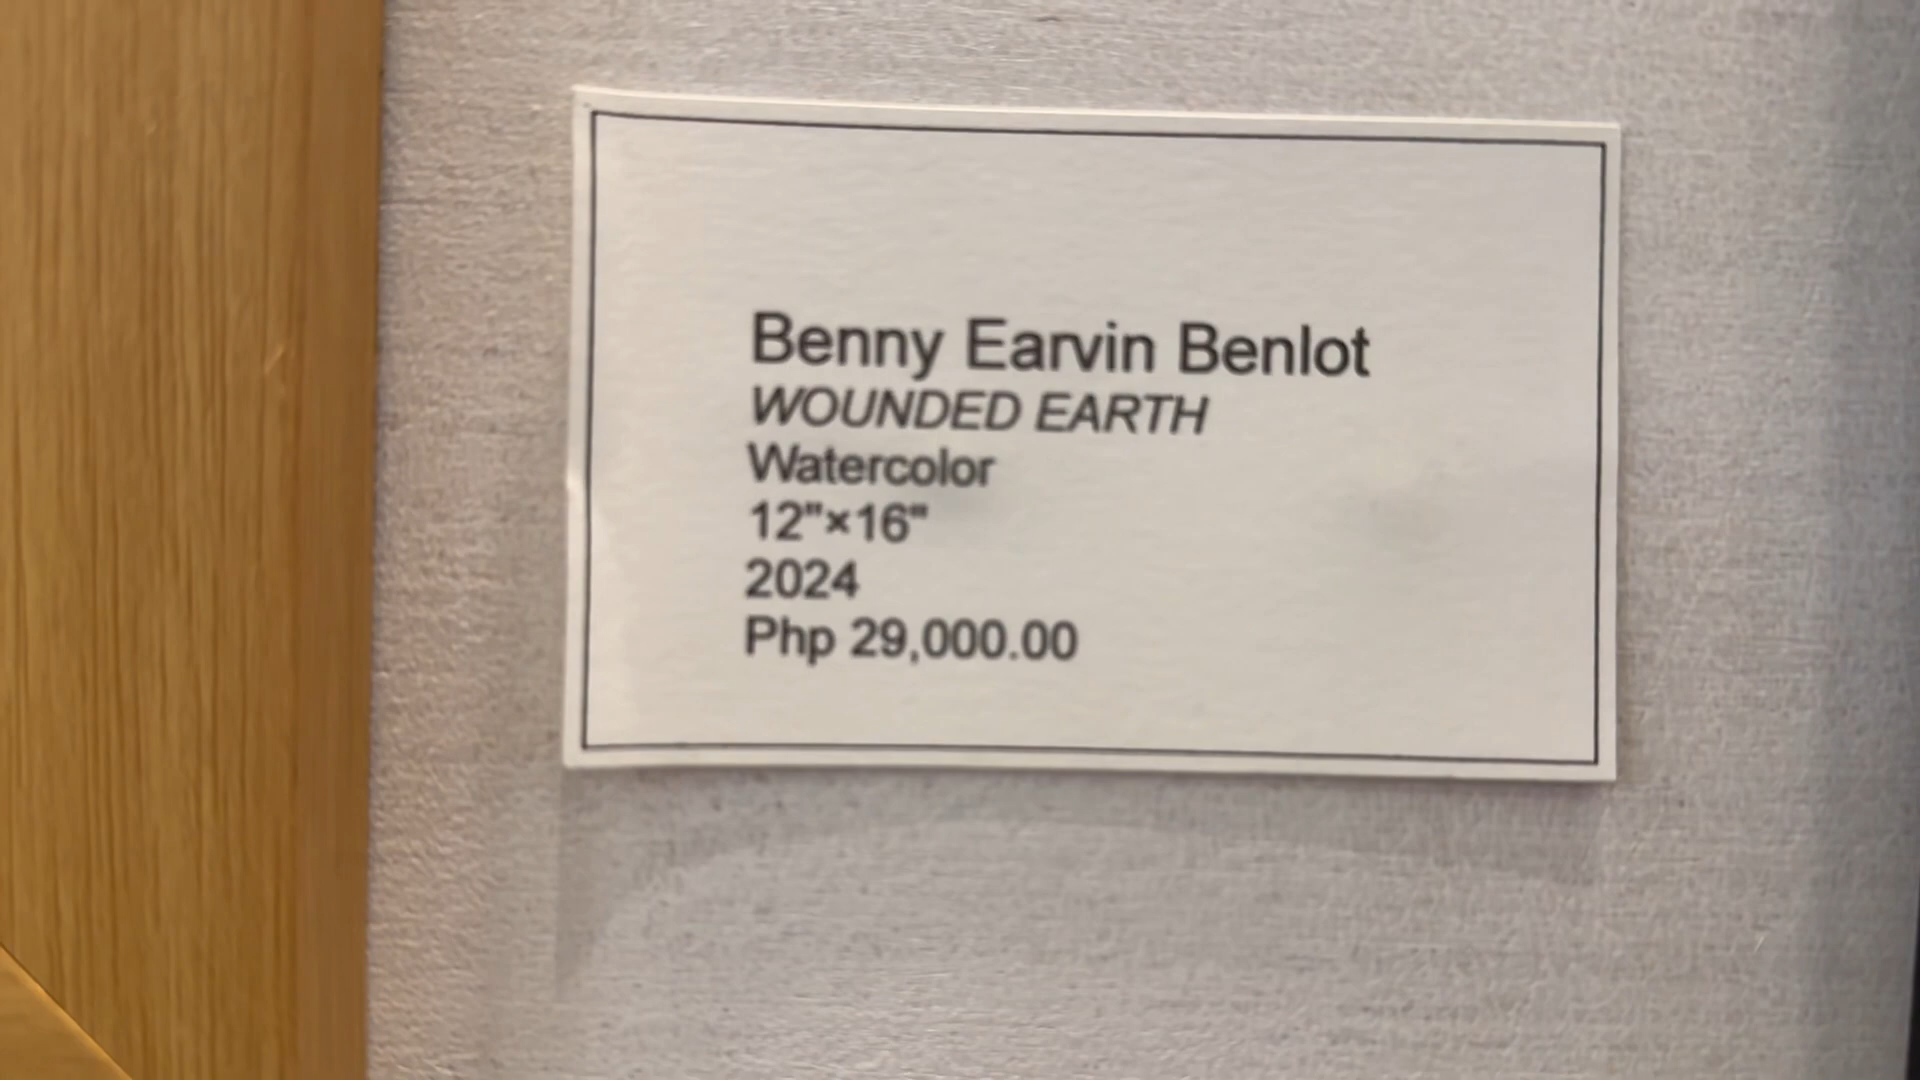 Benny Earvin Benlot
WOUNDED EARTH
Watercolor
12"×16"
2024
Php 29,000.00